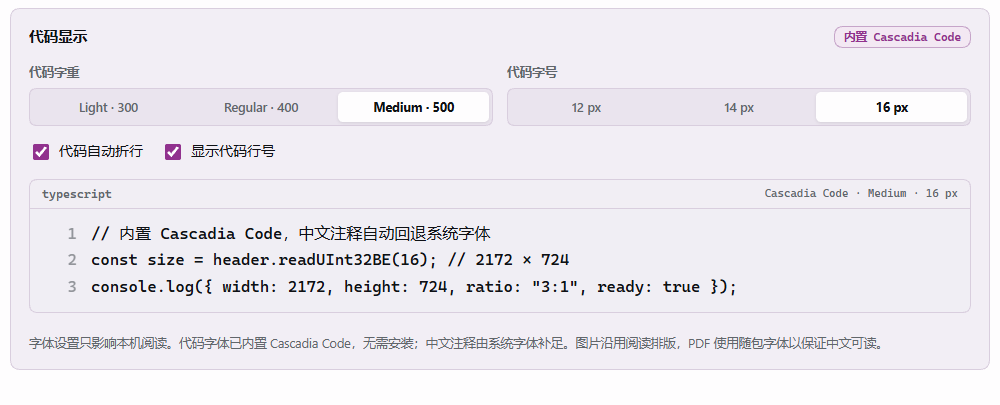 代码显示
内置 Cascadia Code
代码字重
代码字号
Light · 300
Regular · 400
Medium · 500
12 px
14 px
16 px
代码自动折行
显示代码行号
typescript
Cascadia Code · Medium · 16 px
1 // 内置 Cascadia Code，中文注释自动回退系统字体
2 const size = header.readUInt32BE(16); // 2172 × 724
3 console.log({ width: 2172, height: 724, ratio: "3:1", ready: true });
字体设置只影响本机阅读。代码字体已内置 Cascadia Code，无需安装；中文注释由系统字体补足。图片沿用阅读排版，PDF 使用随包字体以保证中文可读。